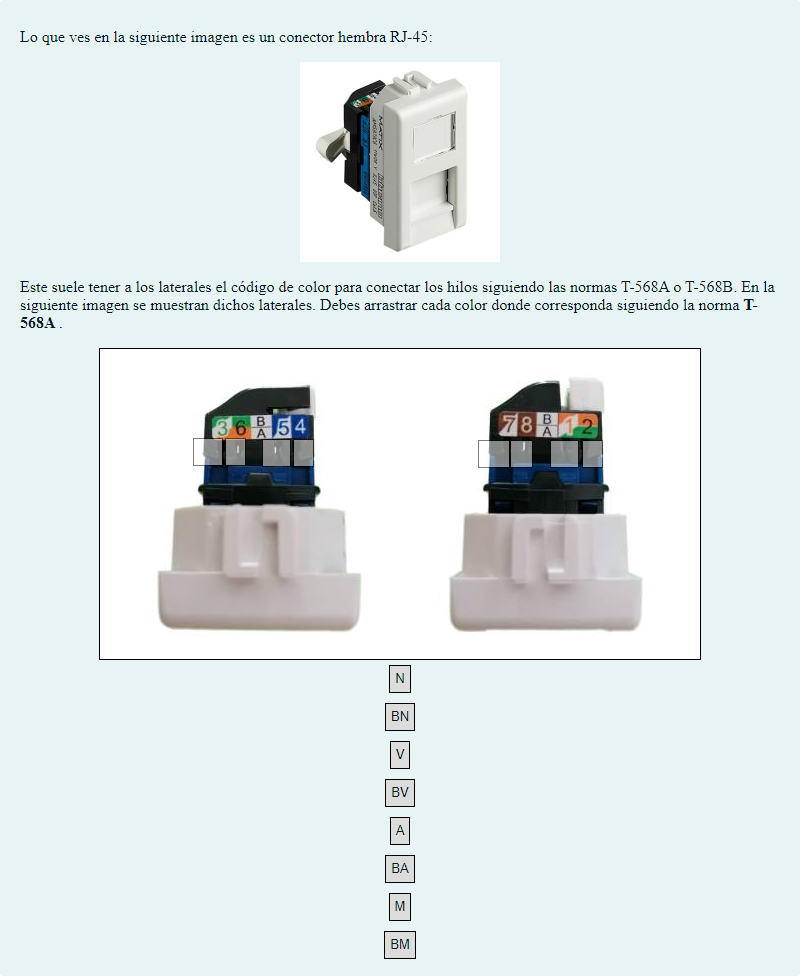 Lo que ves en la siguiente imagen es un conector hembra RJ-45:
MATIX
Este suele tener a los laterales el código de color para conectar los hilos siguiendo las normas T-568A o T-568B. En la
siguiente imagen se muestran dichos laterales. Debes arrastrar cada color donde corresponda siguiendo la norma T-
568A .
3 6 B A 5 4
7 8 B A 1 2
N
BN
V
BV
A
BA
M
BM